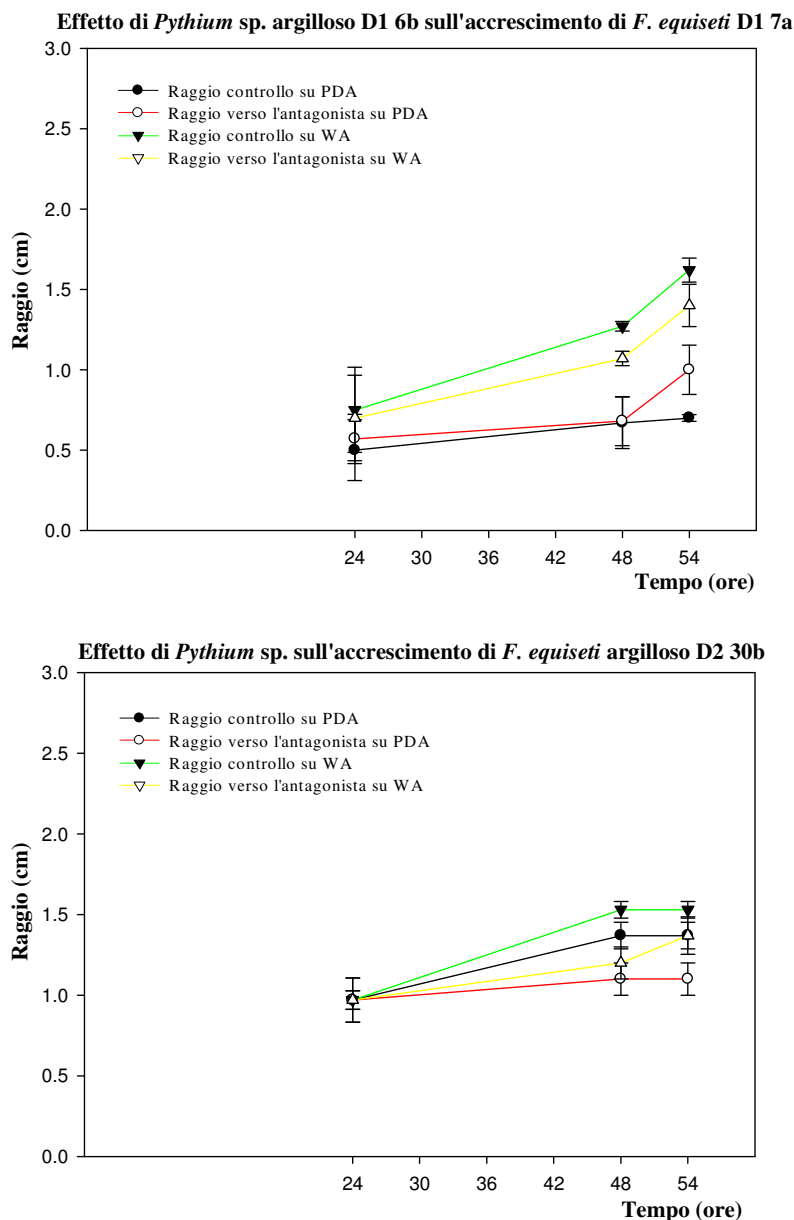 Effetto di Pythium sp. argilloso D1 6b sull'accrescimento di F. equiseti D1 7a
3.0
Raggio controllo su PDA
Raggio verso l'antagonista su PDA
Raggio controllo su WA
Raggio verso l'antagonista su WA
2.5
2.0
Raggio (cm)
1.5
1.0
0.5
0.0
24 30 36 42 48 54
Tempo (ore)
Effetto di Pythium sp. sull'accrescimento di F. equiseti argilloso D2 30b
3.0
Raggio controllo su PDA
Raggio verso l'antagonista su PDA
Raggio controllo su WA
Raggio verso l'antagonista su WA
2.5
2.0
Raggio (cm)
1.5
1.0
0.5
0.0
24 30 36 42 48 54
Tempo (ore)